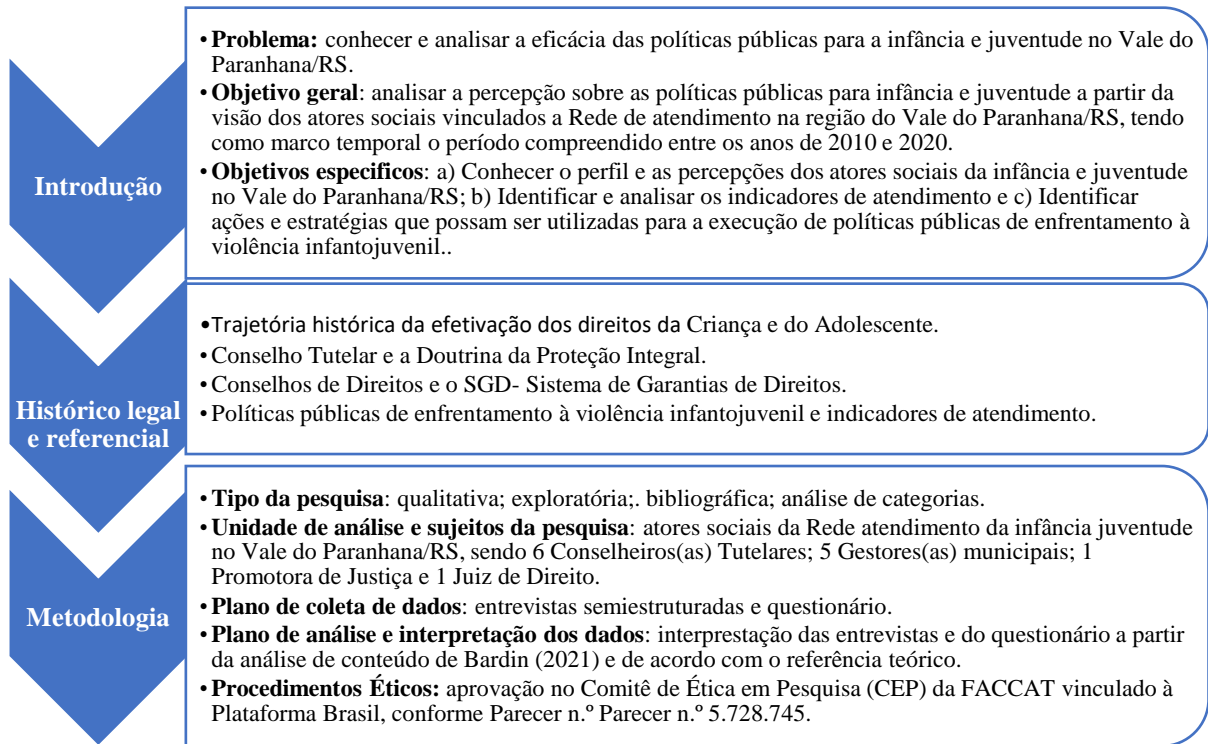 Introdução
•Problema: conhecer e analisar a eficácia das políticas públicas para a infância e juventude no Vale do
Paranhana/RS.
•Objetivo geral: analisar a percepção sobre as políticas públicas para infância e juventude a partir da
visão dos atores sociais vinculados a Rede de atendimento na região do Vale do Paranhana/RS, tendo
como marco temporal o período compreendido entre os anos de 2010 e 2020.
•Objetivos especificos: a) Conhecer o perfil e as percepções dos atores sociais da infância e juventude
no Vale do Paranhana/RS; b) Identificar e analisar os indicadores de atendimento e c) Identificar
ações e estratégias que possam ser utilizadas para a execução de políticas públicas de enfrentamento à
violência infantojuvenil..
Histórico legal
e referencial
•Trajetória histórica da efetivação dos direitos da Criança e do Adolescente.
•Conselho Tutelar e a Doutrina da Proteção Integral.
•Conselhos de Direitos e o SGD- Sistema de Garantias de Direitos.
•Políticas públicas de enfrentamento à violência infantojuvenil e indicadores de atendimento.
Metodologia
•Tipo da pesquisa: qualitativa; exploratória;. bibliográfica; análise de categorias.
•Unidade de análise e sujeitos da pesquisa: atores sociais da Rede atendimento da infância juventude
no Vale do Paranhana/RS, sendo 6 Conselheiros(as) Tutelares; 5 Gestores(as) municipais; 1
Promotora de Justiça e 1 Juiz de Direito.
•Plano de coleta de dados: entrevistas semiestruturadas e questionário.
•Plano de análise e interpretação dos dados: interprestação das entrevistas e do questionário a partir
da análise de conteúdo de Bardin (2021) e de acordo com o referência teórico.
•Procedimentos Éticos: aprovação no Comitê de Ética em Pesquisa (CEP) da FACCAT vinculado à
Plataforma Brasil, conforme Parecer n.º Parecer n.º 5.728.745.